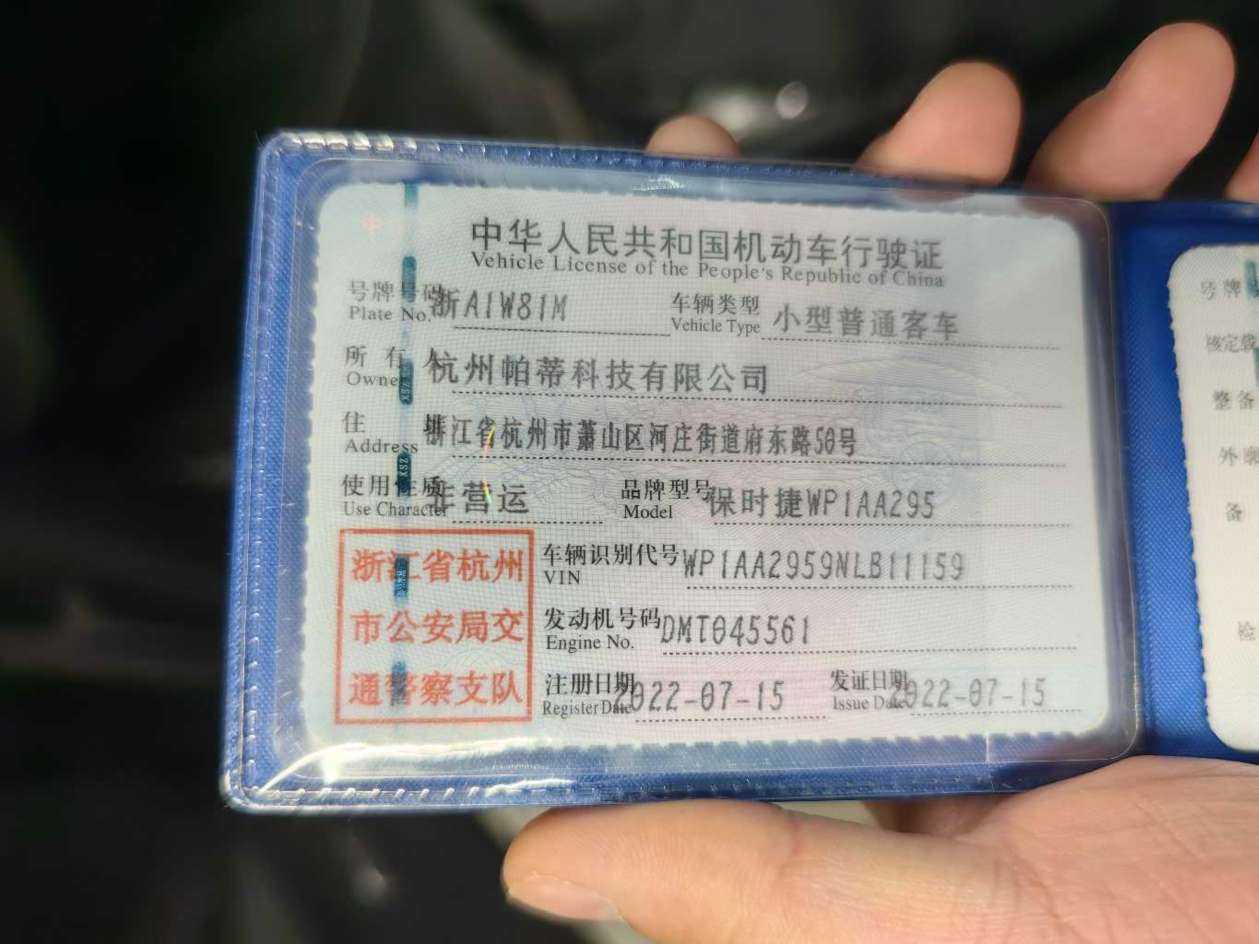 中华人民共和国机动车行驶证
Vehicle License of the People's Republic of China
号牌号码 浙A1W81M 车辆类型 小型普通客车
Plate No. Vehicle Type
所有人 杭州帕蒂科技有限公司
Owner
住 浙江省杭州市萧山区河庄街道府东路50号
Address
使用性质 非营运 品牌型号 保时捷WP1AA295
Use Character Model
车辆识别代号 WP1AA2959NLB11159
VIN
发动机号码 DMT045561
Engine No.
注册日期 2022-07-15 发证日期 2022-07-15
Register Date Issue Date
浙江省杭州
市公安局交
通警察支队
号牌
核定载
整备
外廓
备
检